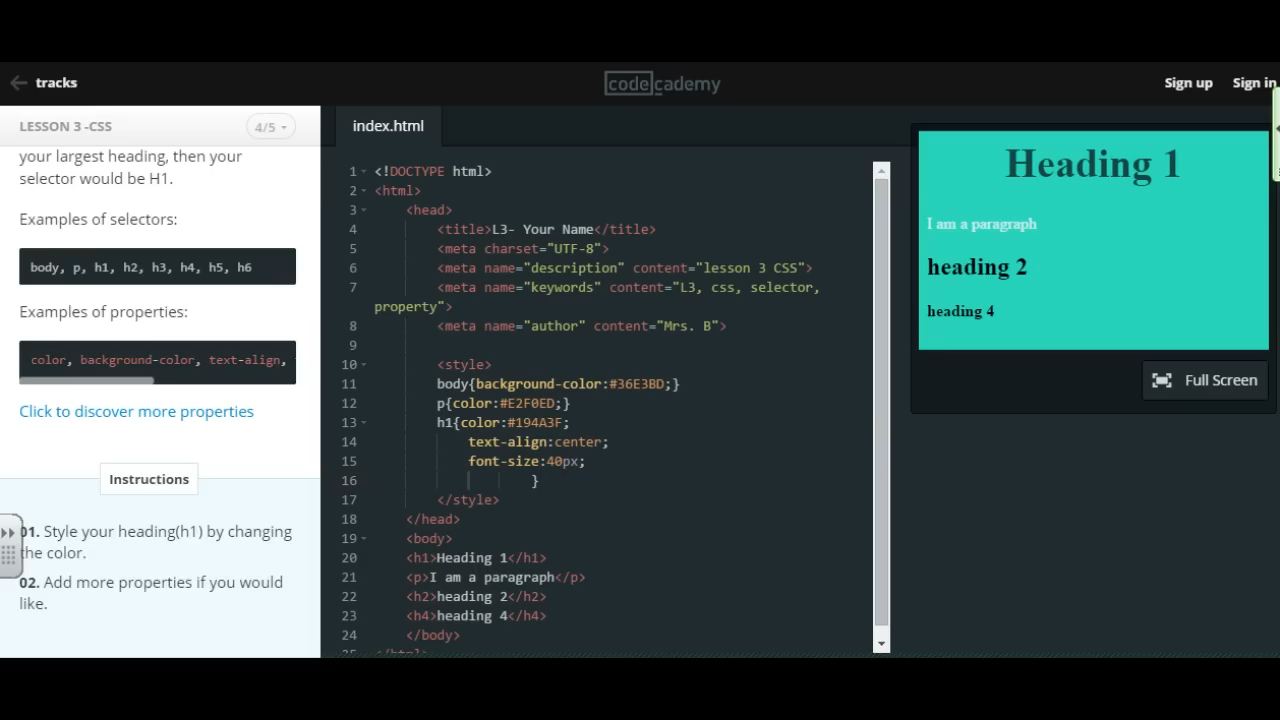 tracks
codecademy
Sign up
Sign in
LESSON 3 -CSS
4/5
your largest heading, then your
selector would be H1.
Examples of selectors:
body, p, h1, h2, h3, h4, h5, h6
Examples of properties:
color, background-color, text-align,
Click to discover more properties
Instructions
01. Style your heading(h1) by changing
the color.
02. Add more properties if you would
like.
index.html
1 <!DOCTYPE html>
2 <html>
3 <head>
4 <title>L3- Your Name</title>
5 <meta charset="UTF-8">
6 <meta name="description" content="lesson 3 CSS">
7 <meta name="keywords" content="L3, css, selector,
property">
8 <meta name="author" content="Mrs. B">
9
10 <style>
11 body{background-color:#36E3BD;}
12 p{color:#E2F0ED;}
13 h1{color:#194A3F;
14 text-align:center;
15 font-size:40px;
16 }
17 </style>
18 </head>
19 <body>
20 <h1>Heading 1</h1>
21 <p>I am a paragraph</p>
22 <h2>heading 2</h2>
23 <h4>heading 4</h4>
24 </body>
25 </html>
Heading 1
I am a paragraph
heading 2
heading 4
Full Screen